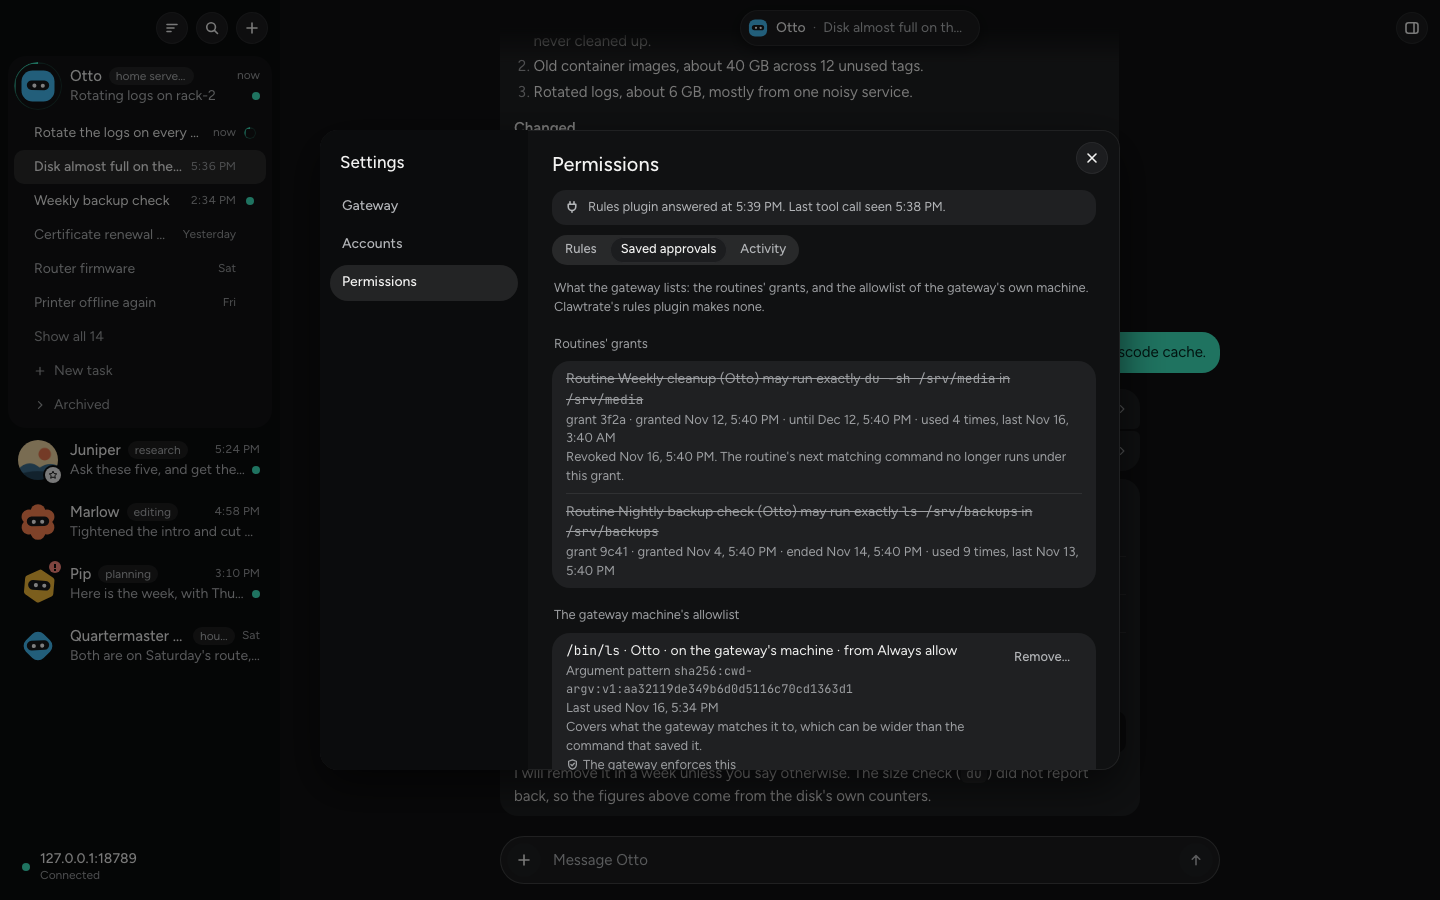 Otto · Disk almost full on th...
Otto home serve... now
Rotating logs on rack-2
Rotate the logs on every ... now
Disk almost full on the... 5:36 PM
Weekly backup check 2:34 PM
Certificate renewal ... Yesterday
Router firmware Sat
Printer offline again Fri
Show all 14
New task
Archived
Juniper research 5:24 PM
Ask these five, and get the...
Marlow editing 4:58 PM
Tightened the intro and cut ...
Pip planning 3:10 PM
Here is the week, with Thu...
Quartermaster ... hou... Sat
Both are on Saturday's route,...
127.0.0.1:18789
Connected
never cleaned up.
2. Old container images, about 40 GB across 12 unused tags.
3. Rotated logs, about 6 GB, mostly from one noisy service.
Changed
scode cache.
Settings
Gateway
Accounts
Permissions
Permissions
Rules plugin answered at 5:39 PM. Last tool call seen 5:38 PM.
Rules Saved approvals Activity
What the gateway lists: the routines' grants, and the allowlist of the gateway's own machine.
Clawtrate's rules plugin makes none.
Routines' grants
Routine Weekly cleanup (Otto) may run exactly du -sh /srv/media in
/srv/media
grant 3f2a · granted Nov 12, 5:40 PM · until Dec 12, 5:40 PM · used 4 times, last Nov 16,
3:40 AM
Revoked Nov 16, 5:40 PM. The routine's next matching command no longer runs under
this grant.
Routine Nightly backup check (Otto) may run exactly ls /srv/backups in
/srv/backups
grant 9c41 · granted Nov 4, 5:40 PM · ended Nov 14, 5:40 PM · used 9 times, last Nov 13,
5:40 PM
The gateway machine's allowlist
/bin/ls · Otto · on the gateway's machine · from Always allow
Remove...
Argument pattern sha256:cwd-
argv:v1:aa32119de349b6d0d5116c70cd1363d1
Last used Nov 16, 5:34 PM
Covers what the gateway matches it to, which can be wider than the
command that saved it.
The gateway enforces this
I will remove it in a week unless you say otherwise. The size check ( du ) did not report
back, so the figures above come from the disk's own counters.
Message Otto